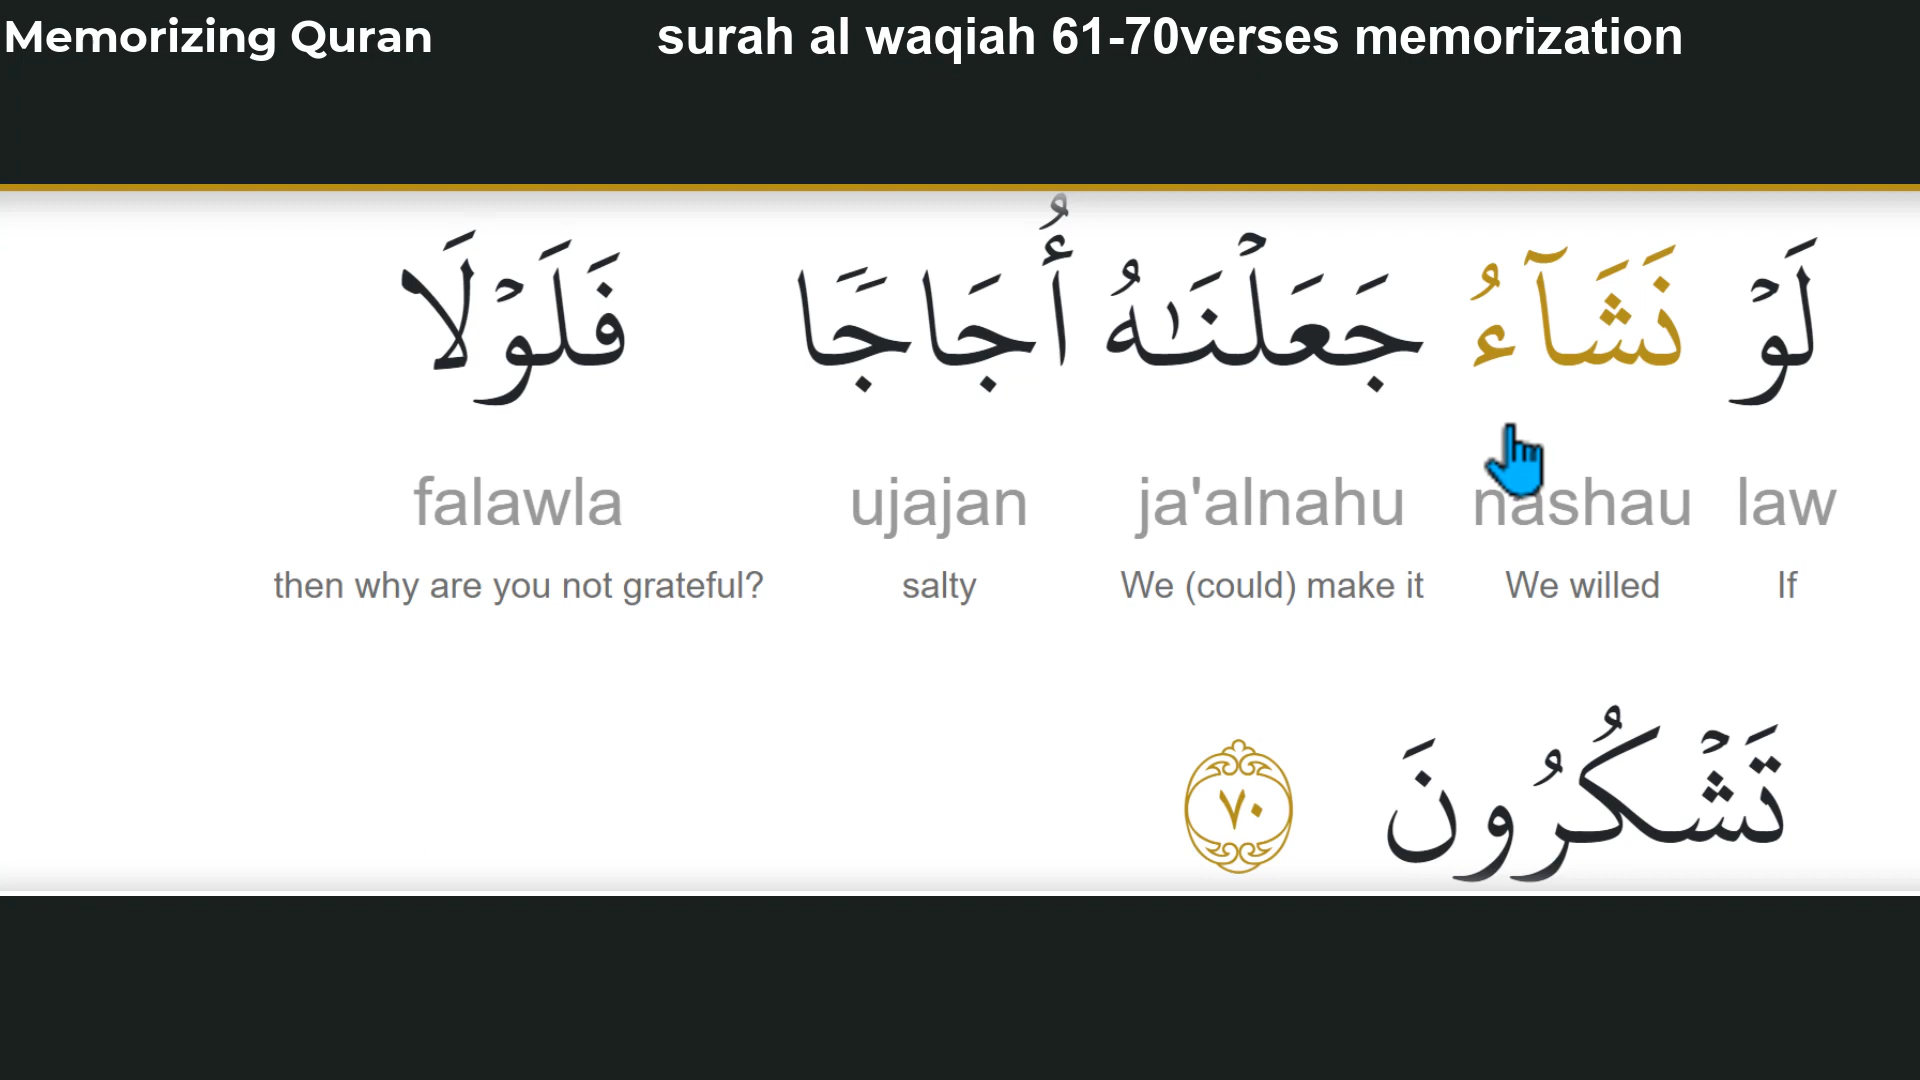 Memorizing Quran
surah al waqiah 61-70verses memorization
لَوۡ نَشَآءُ جَعَلۡنَٰهُ أُجَاجٗا فَلَوۡلَا
law nashau ja'alnahu ujajan falawla
If We willed We (could) make it salty then why are you not grateful?
تَشۡكُرُونَ ٧٠